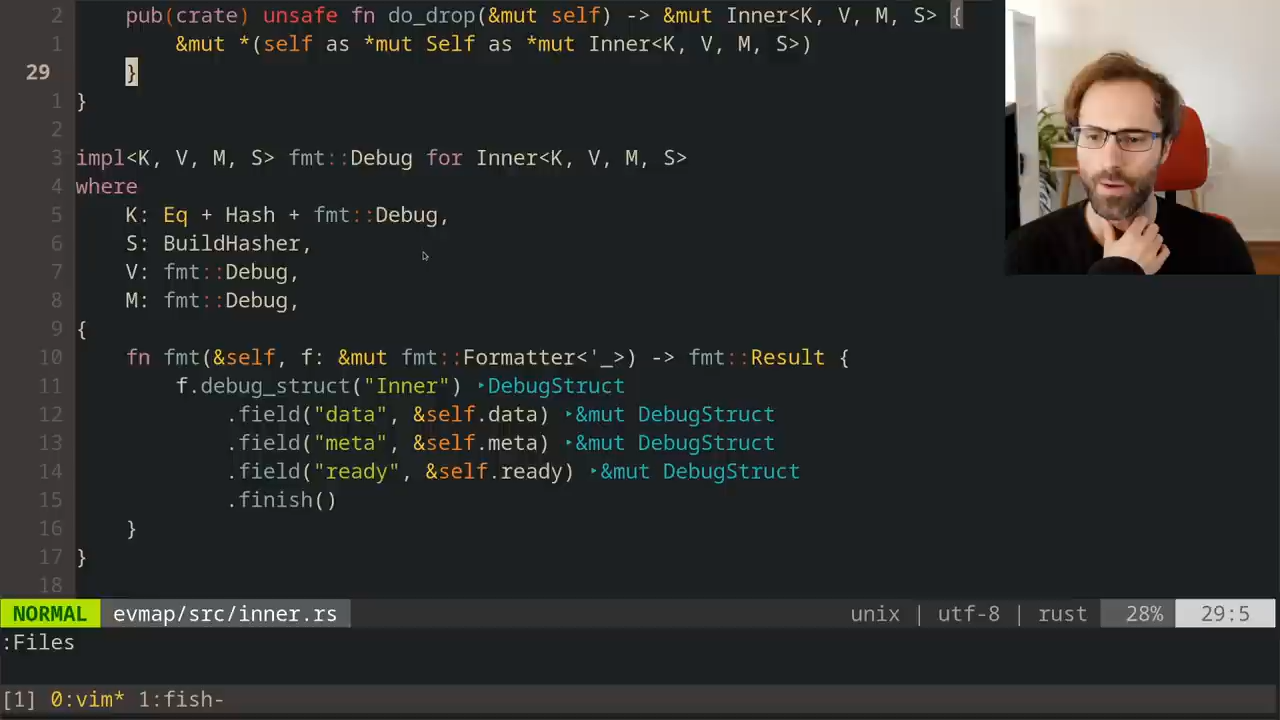 2     pub(crate) unsafe fn do_drop(&mut self) -> &mut Inner<K, V, M, S> {
1         &mut *(self as *mut Self as *mut Inner<K, V, M, S>)
29     }
1 }
2
3 impl<K, V, M, S> fmt::Debug for Inner<K, V, M, S>
4 where
5     K: Eq + Hash + fmt::Debug,
6     S: BuildHasher,
7     V: fmt::Debug,
8     M: fmt::Debug,
9 {
10     fn fmt(&self, f: &mut fmt::Formatter<'_>) -> fmt::Result {
11         f.debug_struct("Inner") ‣DebugStruct
12             .field("data", &self.data) ‣&mut DebugStruct
13             .field("meta", &self.meta) ‣&mut DebugStruct
14             .field("ready", &self.ready) ‣&mut DebugStruct
15             .finish()
16     }
17 }
18
NORMAL evmap/src/inner.rs unix | utf-8 | rust 28% 29:5
:Files
[1] 0:vim* 1:fish-